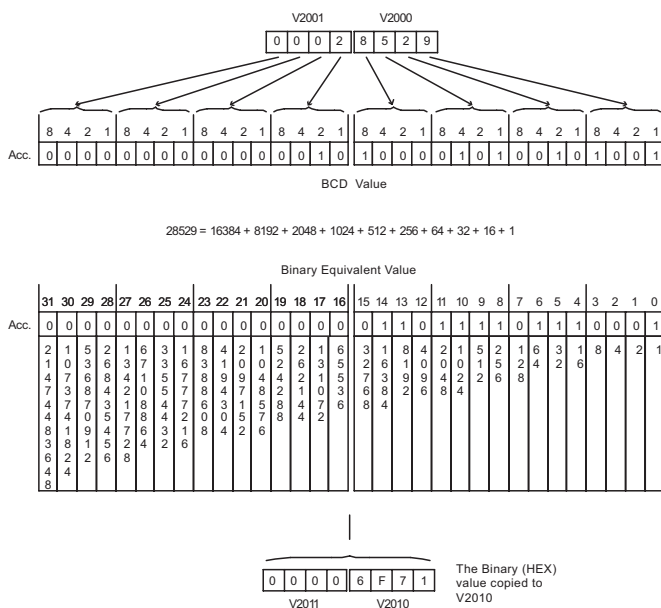 V2001 V2000
0 0 0 2 8 5 2 9
8 4 2 1 8 4 2 1 8 4 2 1 8 4 2 1 8 4 2 1 8 4 2 1 8 4 2 1 8 4 2 1
Acc. 0 0 0 0 0 0 0 0 0 0 0 0 0 0 1 0 1 0 0 0 0 1 0 1 0 0 1 0 1 0 0 1
BCD Value
28529 = 16384 + 8192 + 2048 + 1024 + 512 + 256 + 64 + 32 + 16 + 1
Binary Equivalent Value
31 30 29 28 27 26 25 24 23 22 21 20 19 18 17 16 15 14 13 12 11 10 9 8 7 6 5 4 3 2 1 0
Acc. 0 0 0 0 0 0 0 0 0 0 0 0 0 0 0 0 0 1 1 0 1 1 1 1 0 1 1 1 0 0 0 1
21474483648
1073741824
536870912
268435456
134217728
67108864
33554432
16777216
8388608
4194304
2097152
1048576
524288
262144
131072
65536
32768
16384
8192
4096
2048
1024
512
256
128
64
32
16
8
4
2
1
0 0 0 0 6 F 7 1
V2011 V2010
The Binary (HEX)
value copied to
V2010